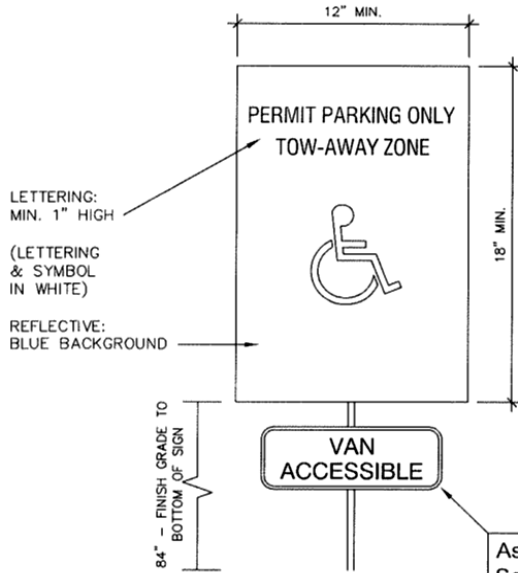 12" MIN.
PERMIT PARKING ONLY
TOW-AWAY ZONE
LETTERING:
MIN. 1" HIGH
(LETTERING
& SYMBOL
IN WHITE)
REFLECTIVE:
BLUE BACKGROUND
18" MIN.
84" - FINISH GRADE TO
BOTTOM OF SIGN
VAN
ACCESSIBLE
As